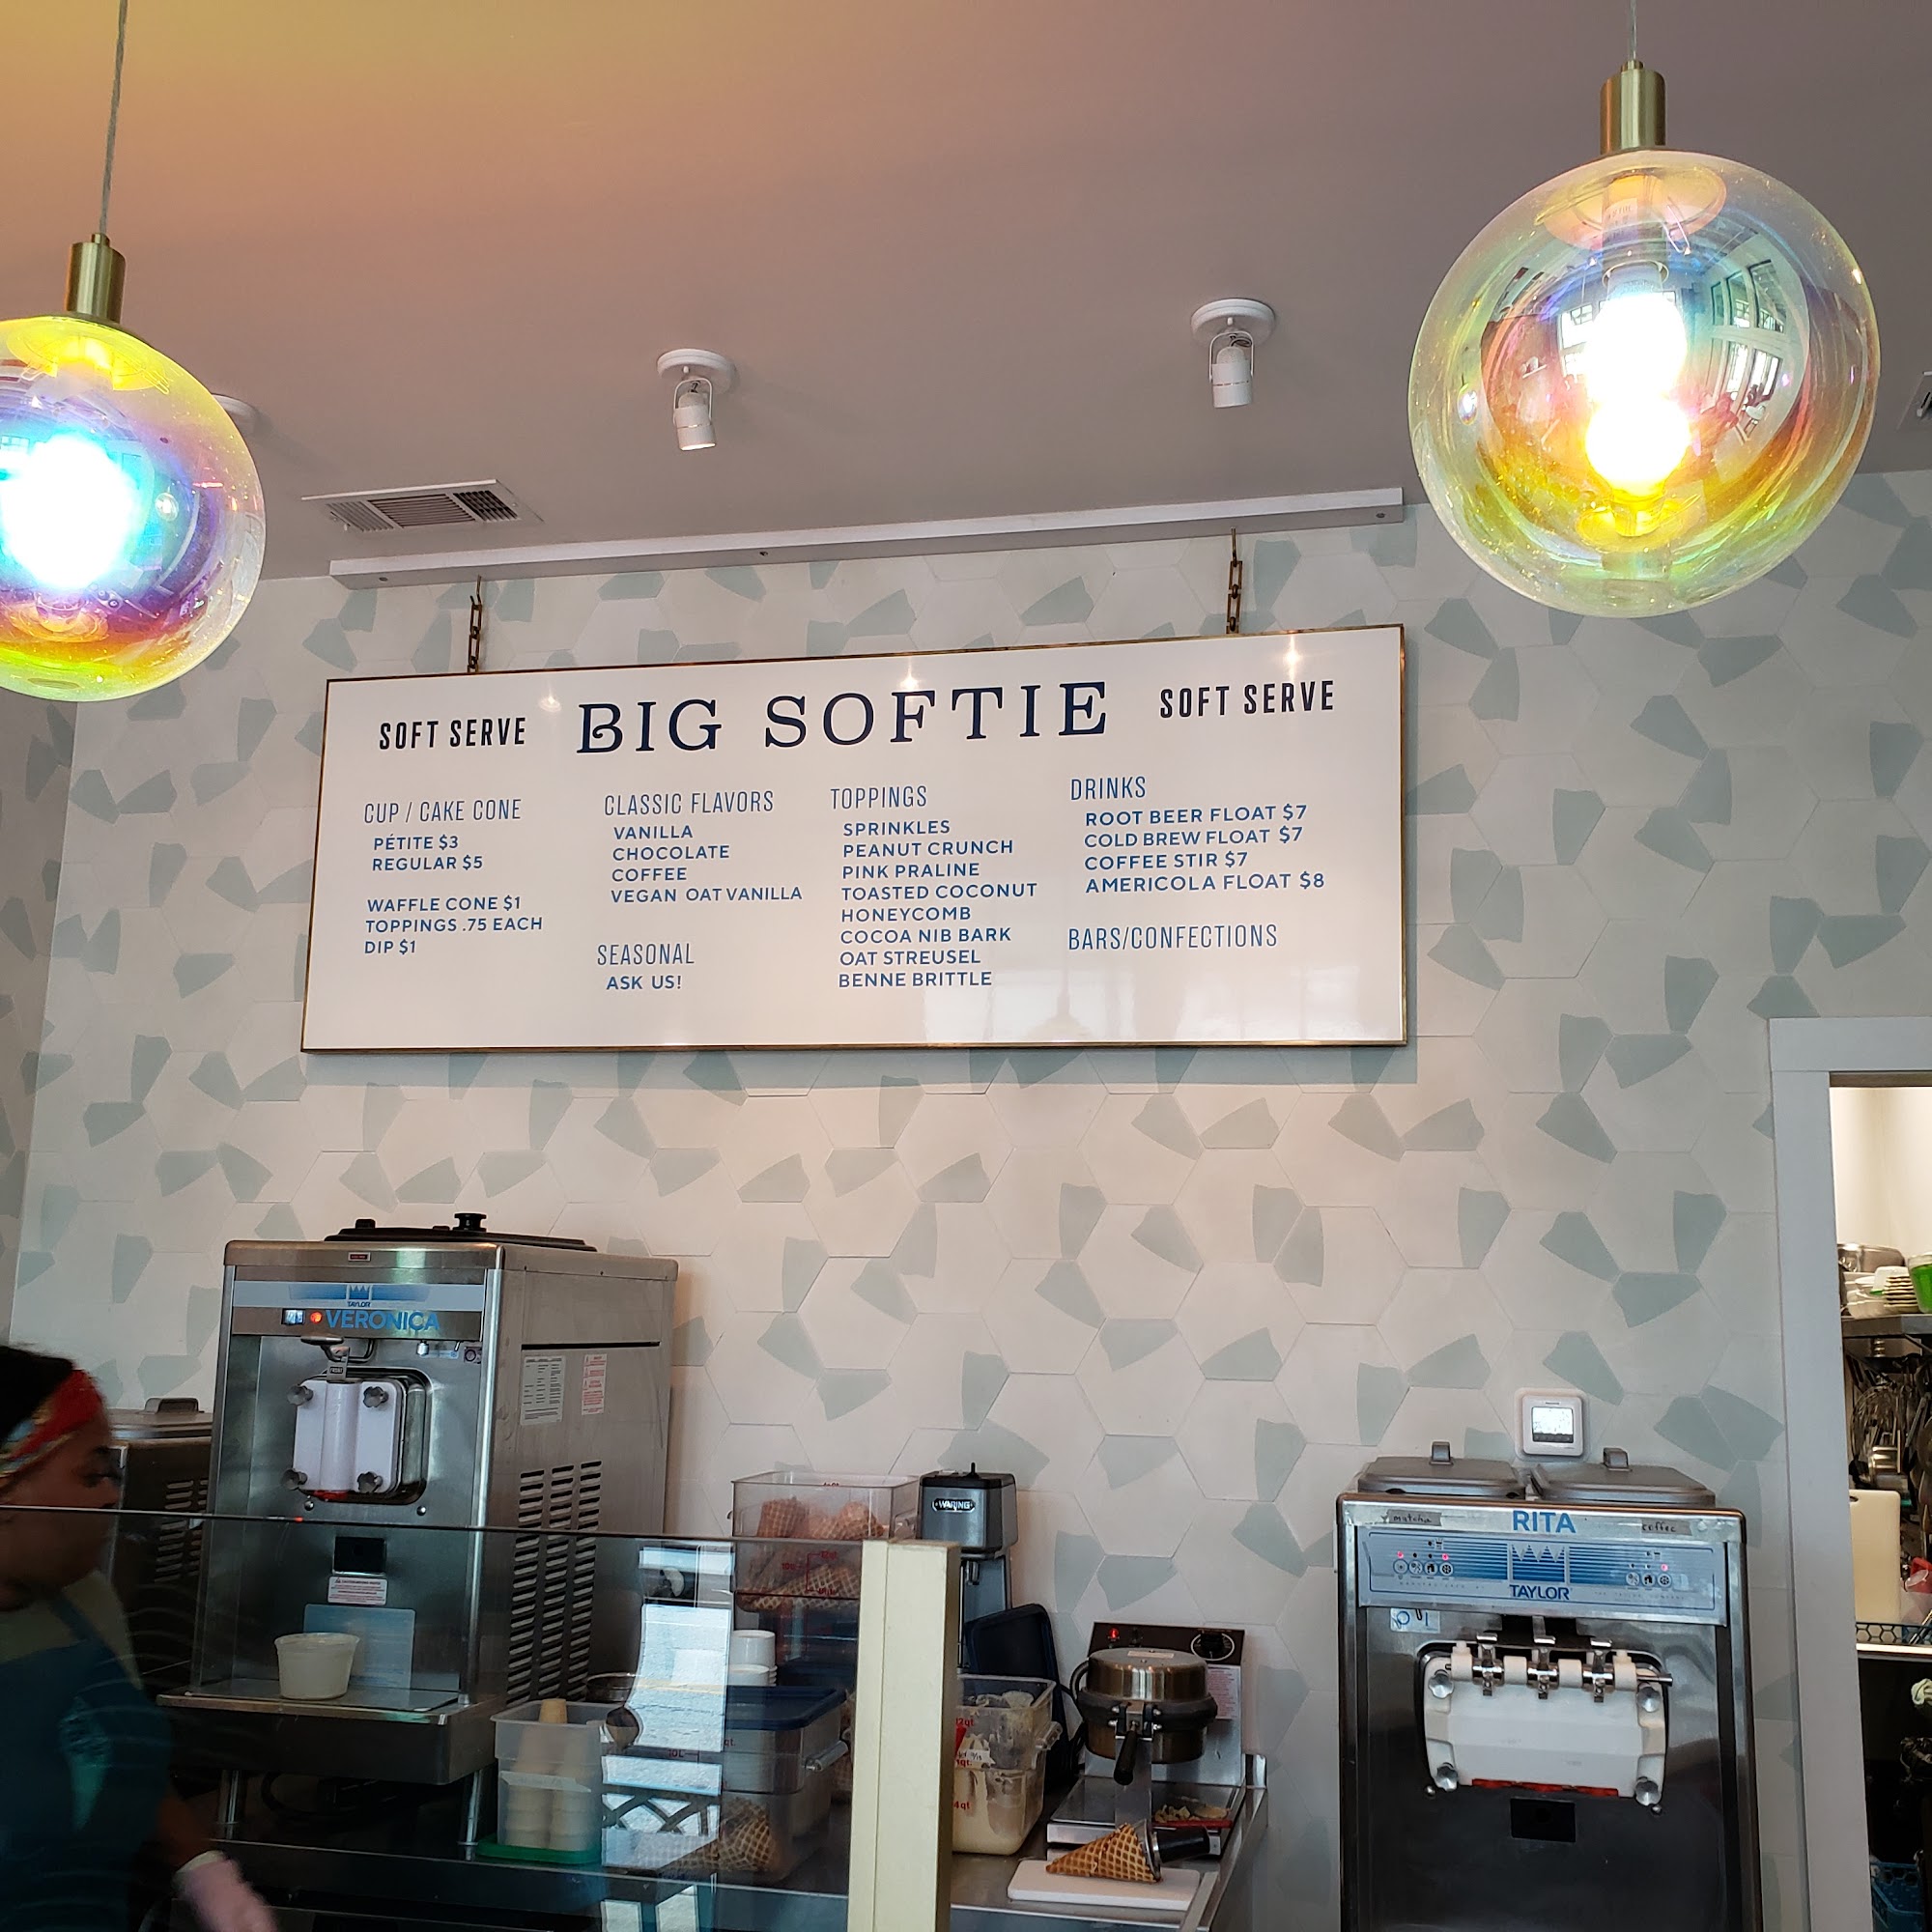 SOFT SERVE
BIG SOFTIE
SOFT SERVE
CUP / CAKE CONE
PÉTITE $3
REGULAR $5
WAFFLE CONE $1
TOPPINGS .75 EACH
DIP $1
CLASSIC FLAVORS
VANILLA
CHOCOLATE
COFFEE
VEGAN OAT VANILLA
SEASONAL
ASK US!
TOPPINGS
SPRINKLES
PEANUT CRUNCH
PINK PRALINE
TOASTED COCONUT
HONEYCOMB
COCOA NIB BARK
OAT STREUSEL
BENNE BRITTLE
DRINKS
ROOT BEER FLOAT $7
COLD BREW FLOAT $7
COFFEE STIR $7
AMERICOLA FLOAT $8
BARS/CONFECTIONS
TAYLOR
VERONICA
WARING
matcha
RITA
coffee
TAYLOR